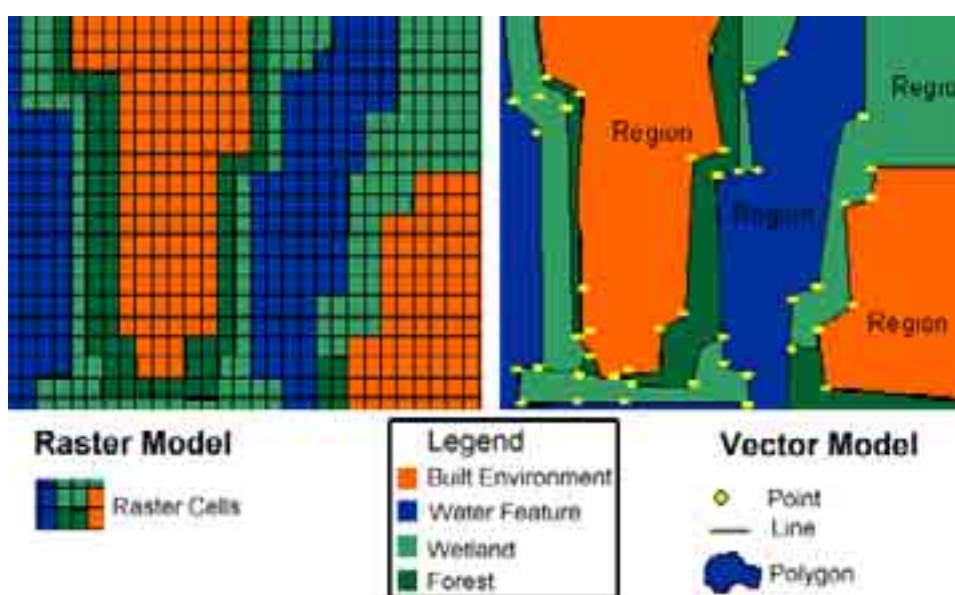 Region
Region
Region
Region
Raster Model
Raster Cells
Legend
Built Environment
Water Feature
Wetland
Forest
Vector Model
Point
Line
Polygon